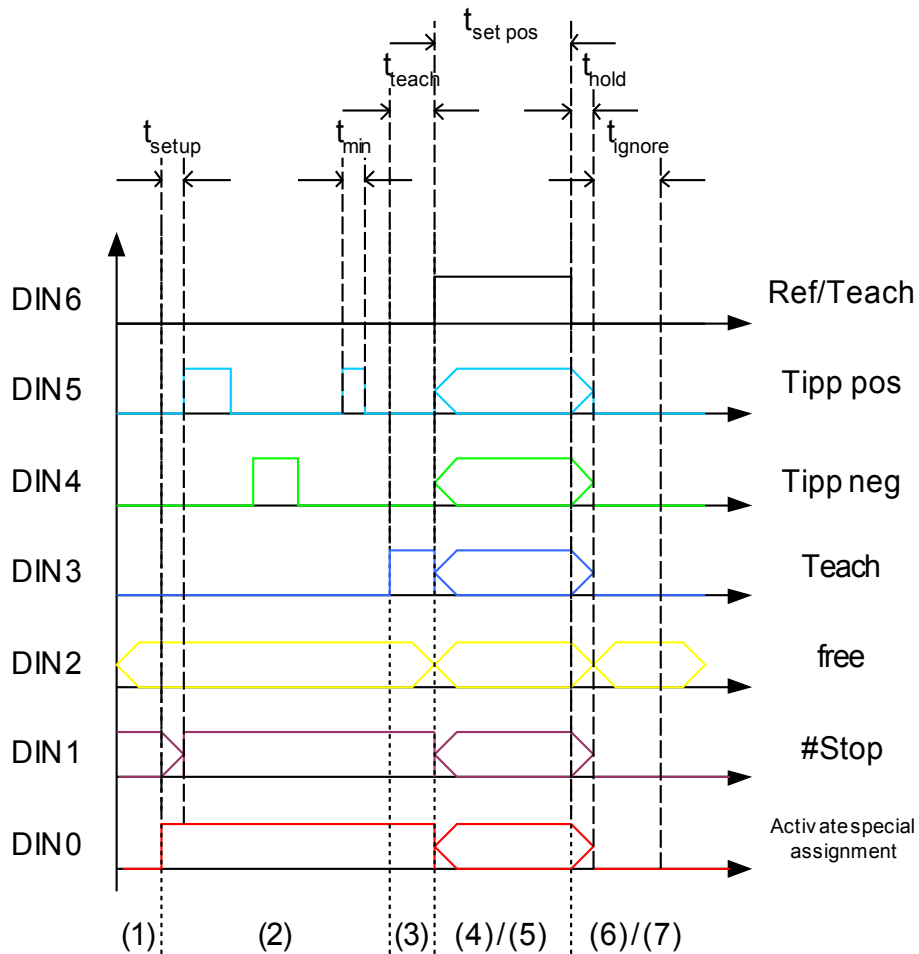 t set pos
t teach
t hold
t setup
t min
t ignore
DIN6 Ref/Teach
DIN5 Tipp pos
DIN4 Tipp neg
DIN3 Teach
DIN2 free
DIN1 #Stop
DIN0 Activate special
assignment
(1) (2) (3) (4)/(5) (6)/(7)